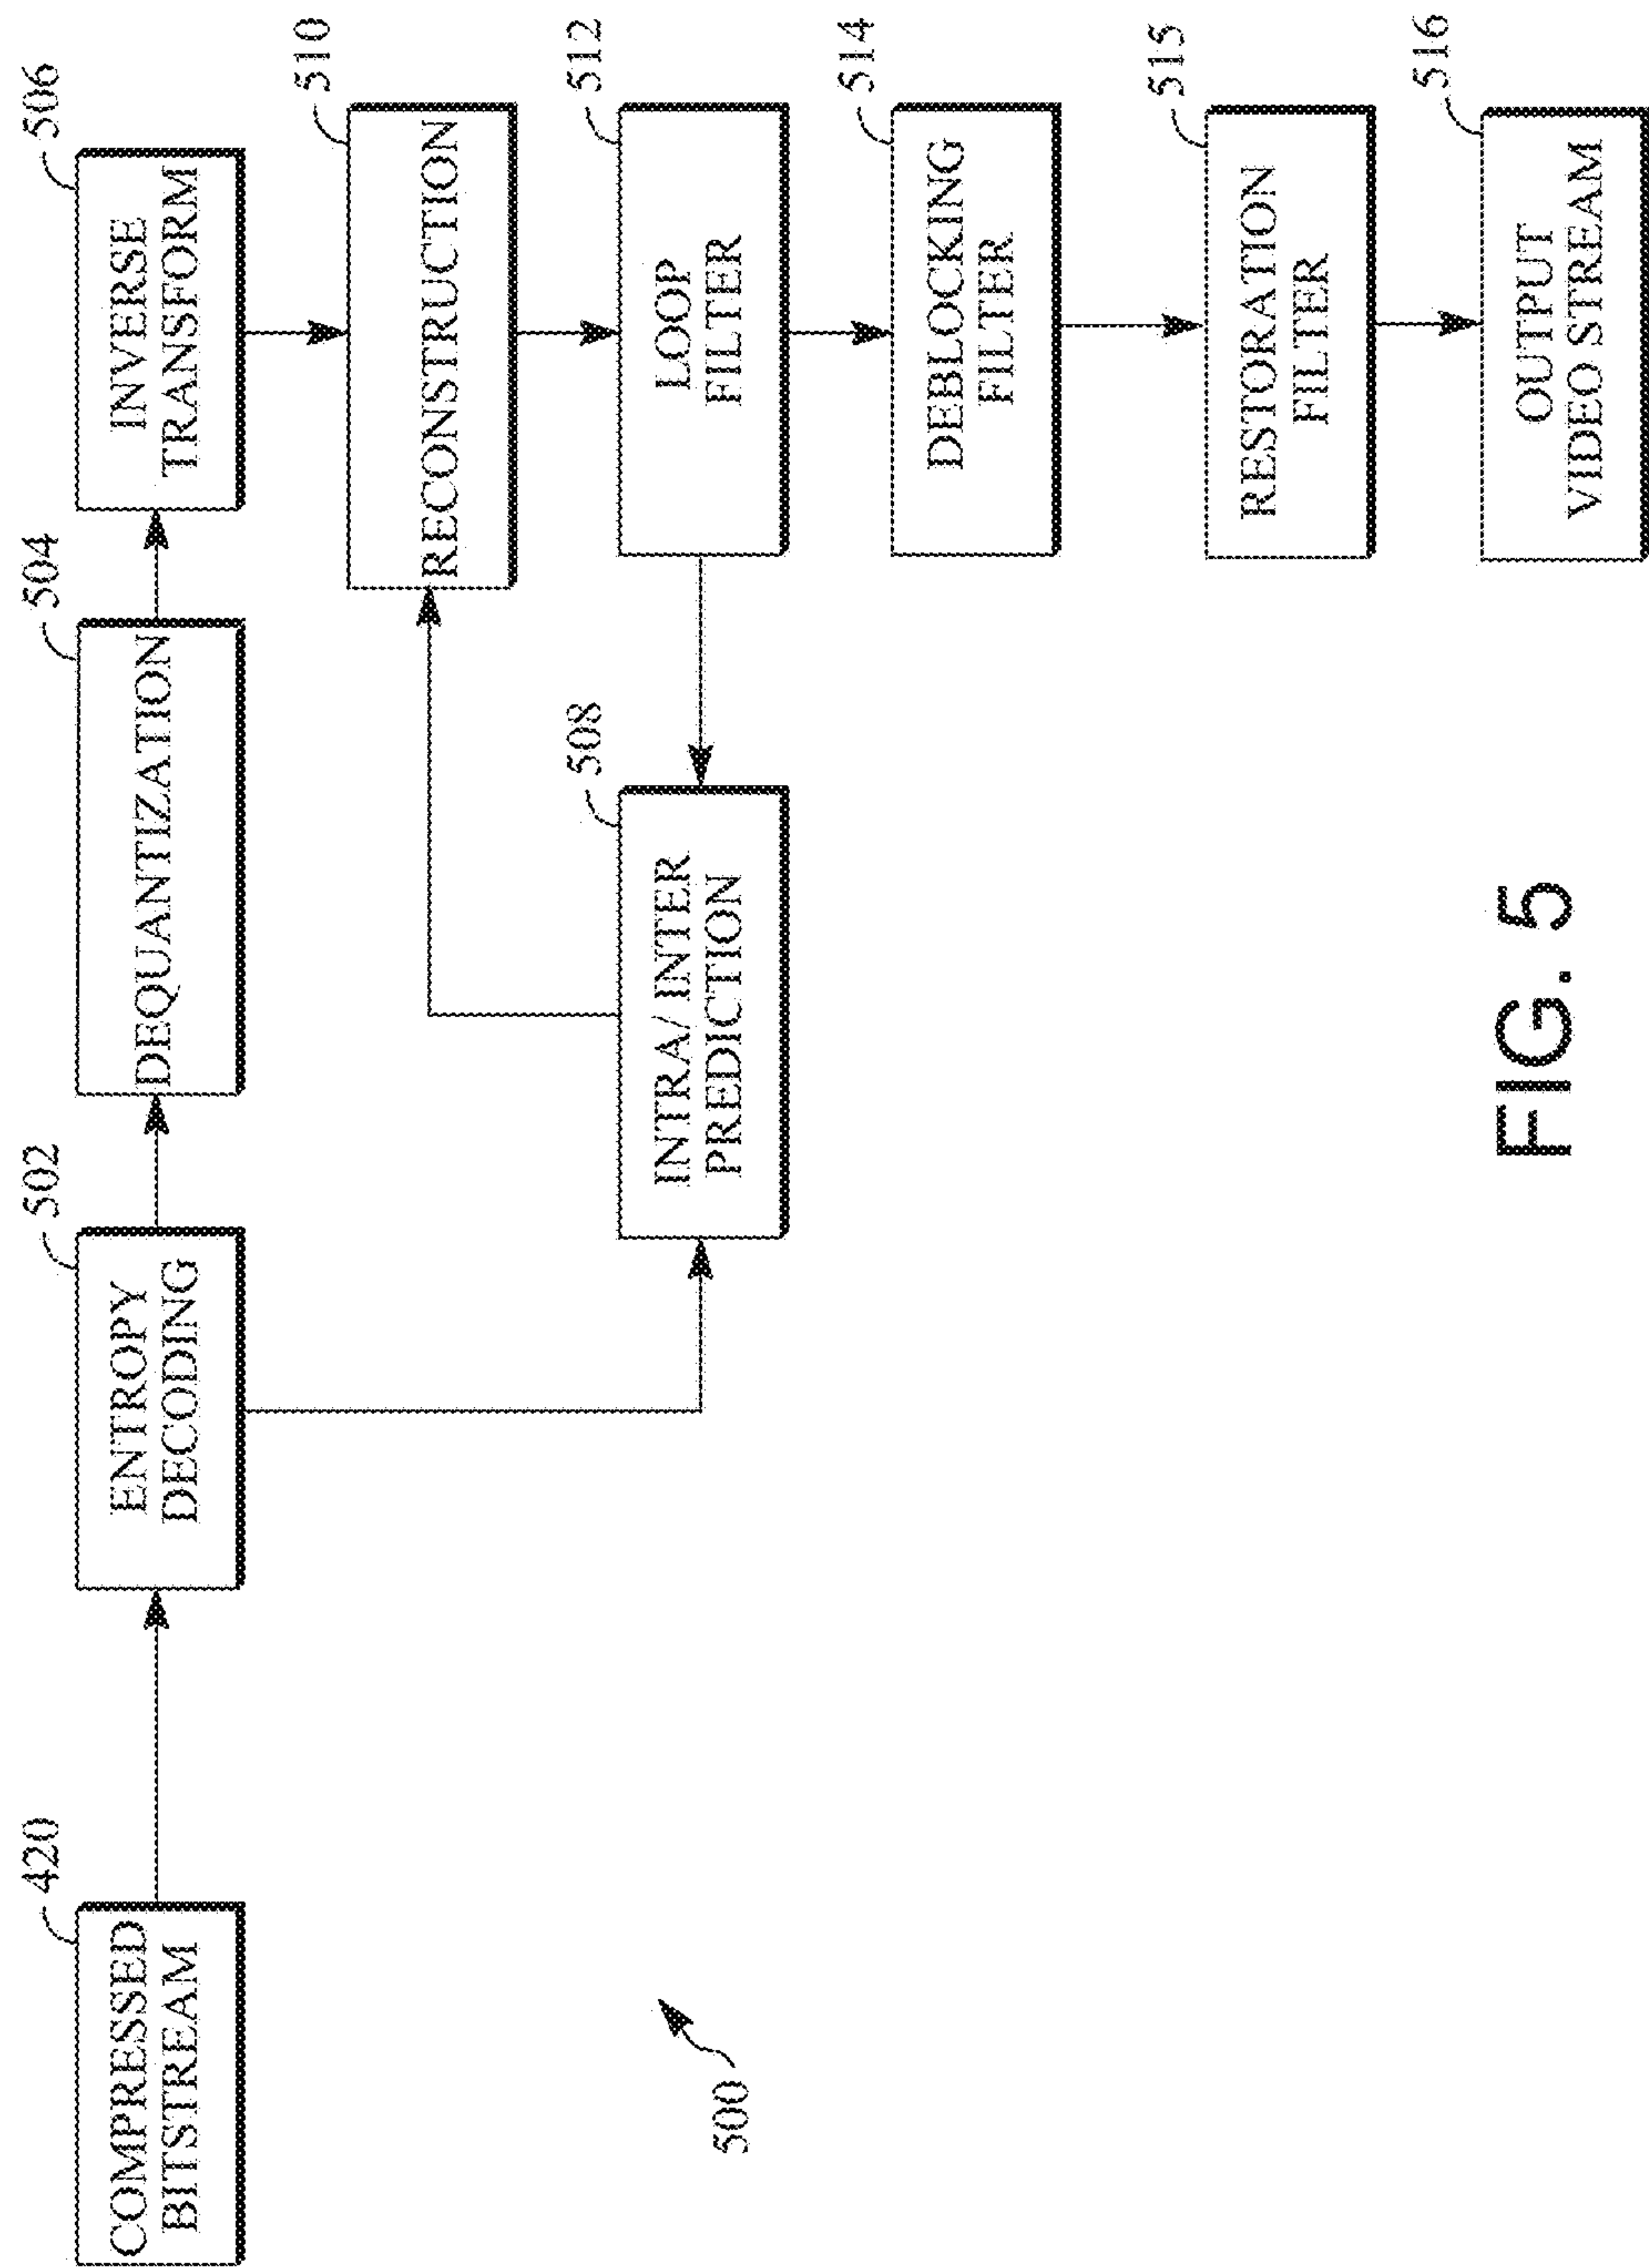 420
COMPRESSED
BITSTREAM
502
ENTROPY
DECODING
504
DEQUANTIZATION
506
INVERSE
TRANSFORM
510
RECONSTRUCTION
508
INTRA/ INTER
PREDICTION
512
LOOP
FILTER
514
DEBLOCKING
FILTER
515
RESTORATION
FILTER
516
OUTPUT
VIDEO STREAM
500
FIG. 5